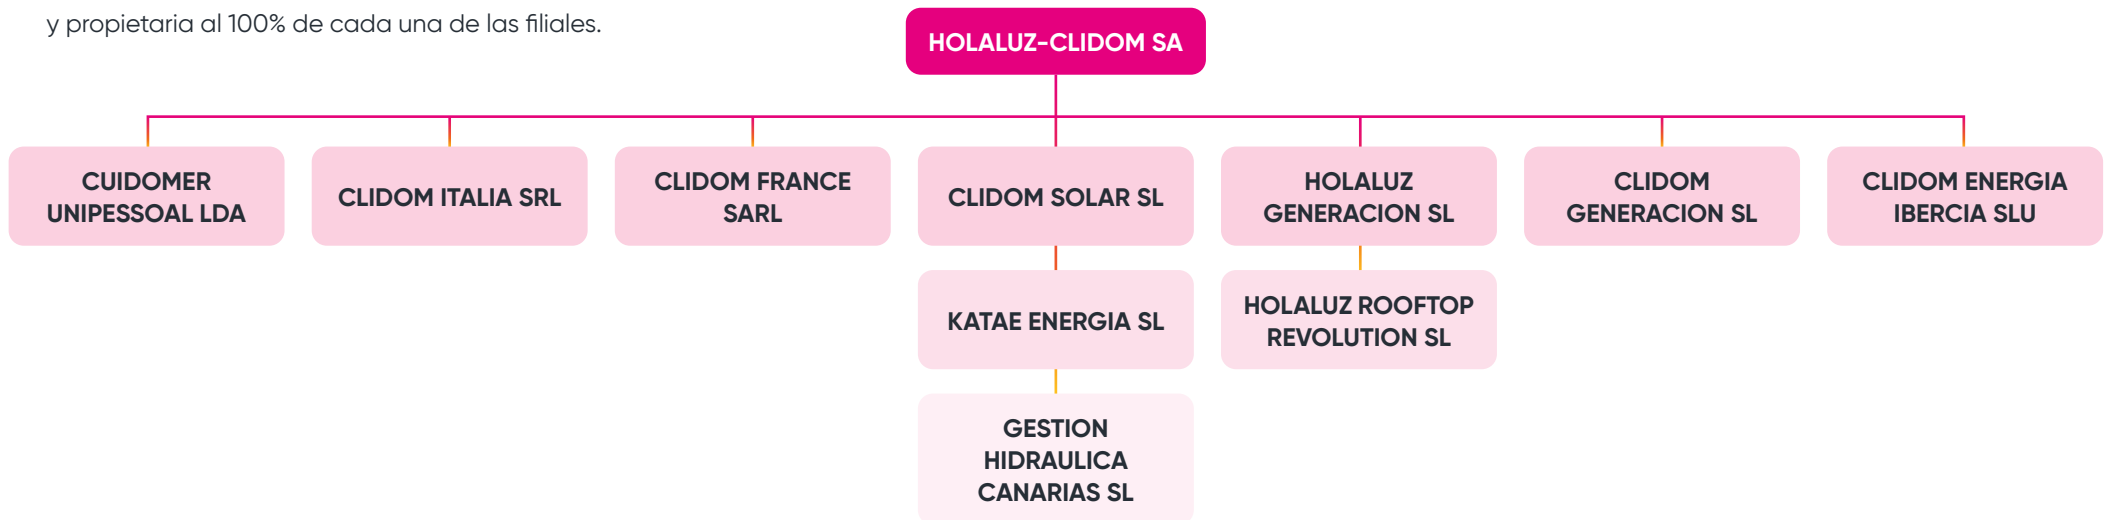 y propietaria al 100% de cada una de las filiales.
HOLALUZ-CLIDOM SA
CUIDOMER
UNIPESSOAL LDA
CLIDOM ITALIA SRL
CLIDOM FRANCE
SARL
CLIDOM SOLAR SL
HOLALUZ
GENERACION SL
CLIDOM
GENERACION SL
CLIDOM ENERGIA
IBERCIA SLU
KATAE ENERGIA SL
HOLALUZ ROOFTOP
REVOLUTION SL
GESTION
HIDRAULICA
CANARIAS SL